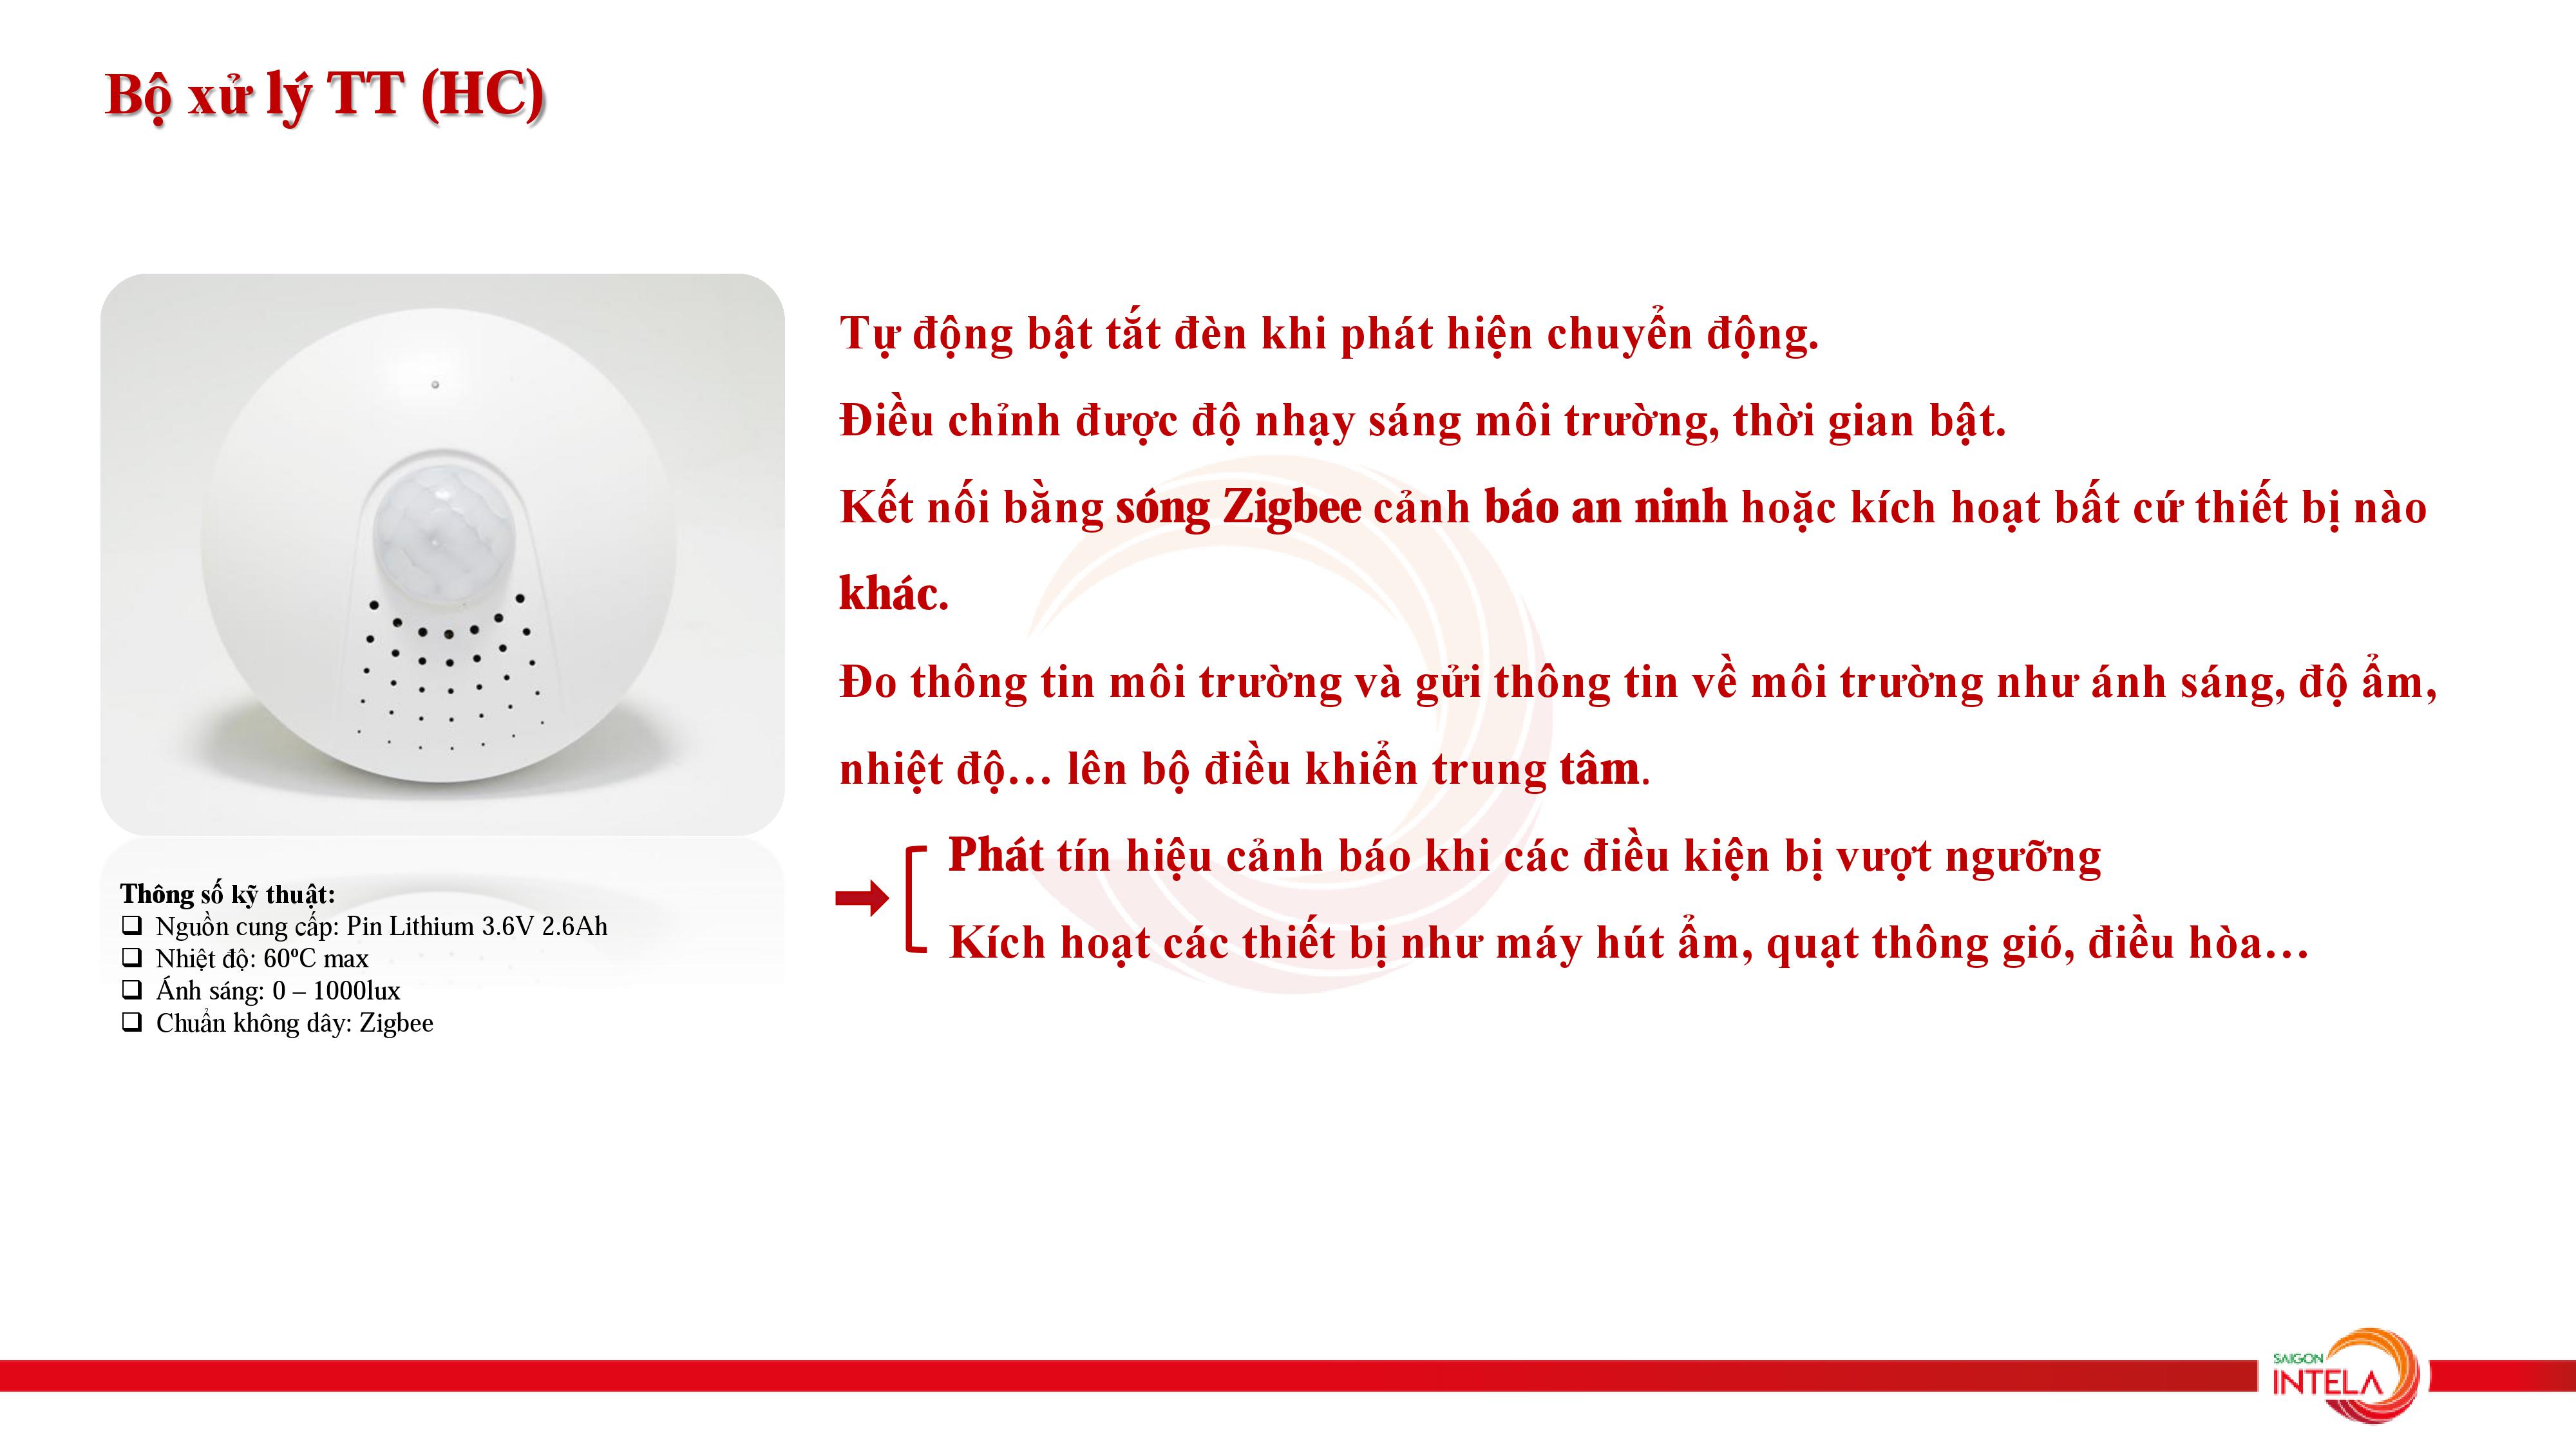 Bộ xử lý TT (HC)
Tự động bật tắt đèn khi phát hiện chuyển động.
Điều chỉnh được độ nhạy sáng môi trường, thời gian bật.
Kết nối bằng sóng Zigbee cảnh báo an ninh hoặc kích hoạt bất cứ thiết bị nào
khác.
Đo thông tin môi trường và gửi thông tin về môi trường như ánh sáng, độ ẩm,
nhiệt độ… lên bộ điều khiển trung tâm.
Phát tín hiệu cảnh báo khi các điều kiện bị vượt ngưỡng
Kích hoạt các thiết bị như máy hút ẩm, quạt thông gió, điều hòa…
Thông số kỹ thuật:
❑ Nguồn cung cấp: Pin Lithium 3.6V 2.6Ah
❑ Nhiệt độ: 60ºC max
❑ Ánh sáng: 0 – 1000lux
❑ Chuẩn không dây: Zigbee
SAIGON
INTELA